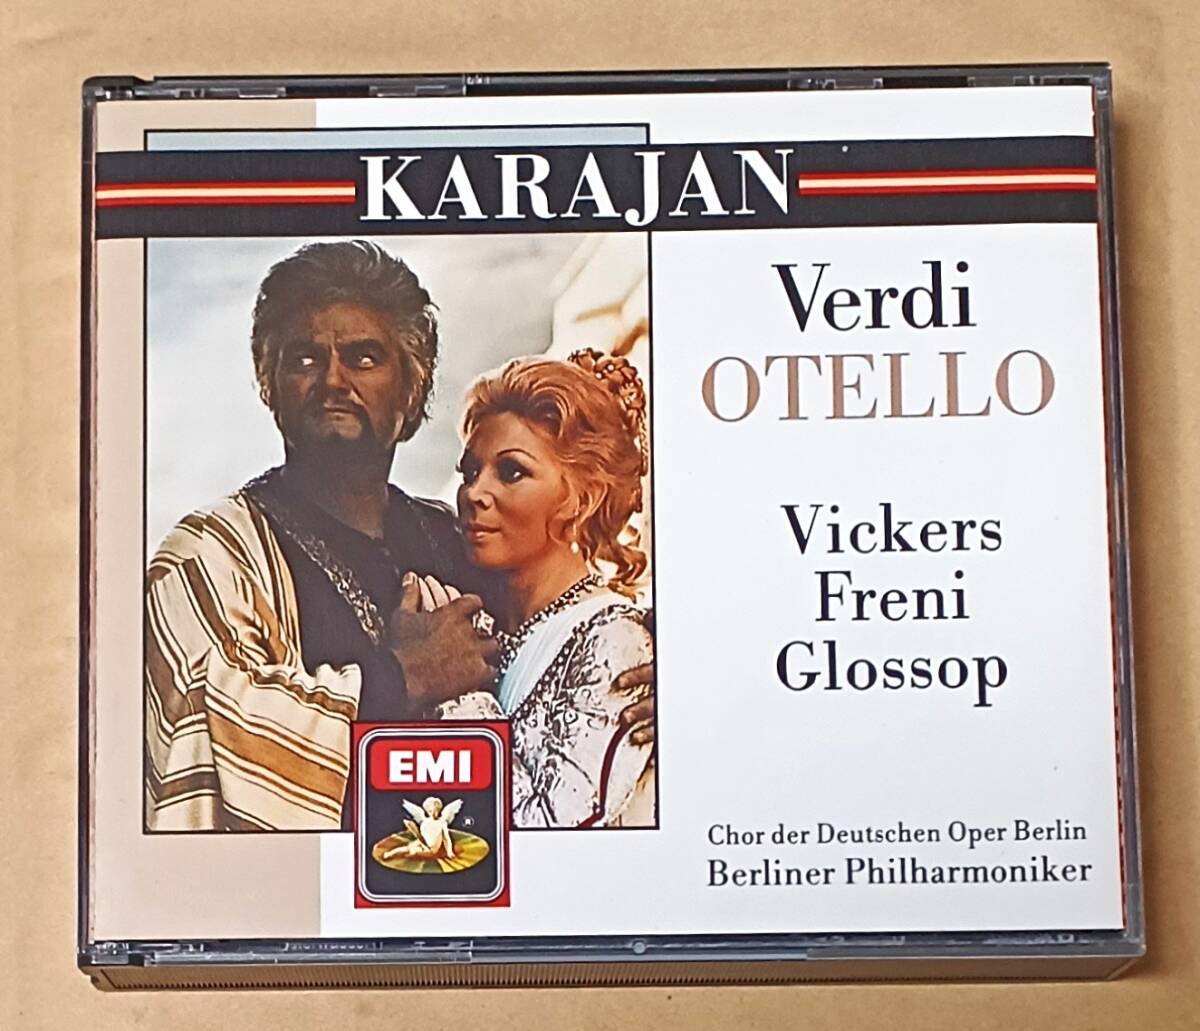 KARAJAN
Verdi
OTELLO
Vickers
Freni
Glossop
EMI
®
Chor der Deutschen Oper Berlin
Berliner Philharmoniker